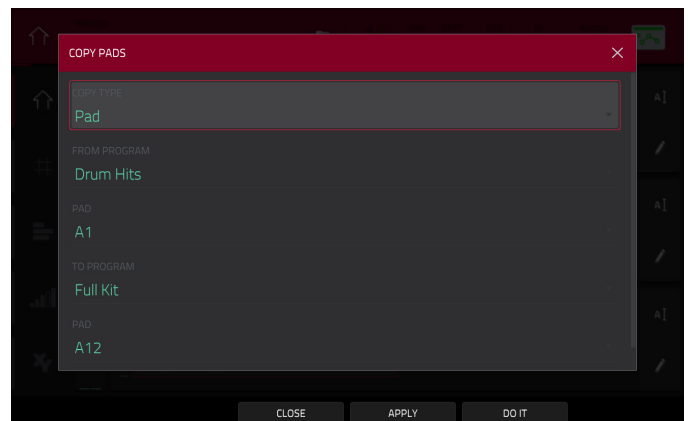 COPY PADS
COPY TYPE
Pad
FROM PROGRAM
Drum Hits
PAD
A1
TO PROGRAM
Full Kit
PAD
A12
CLOSE APPLY DO IT